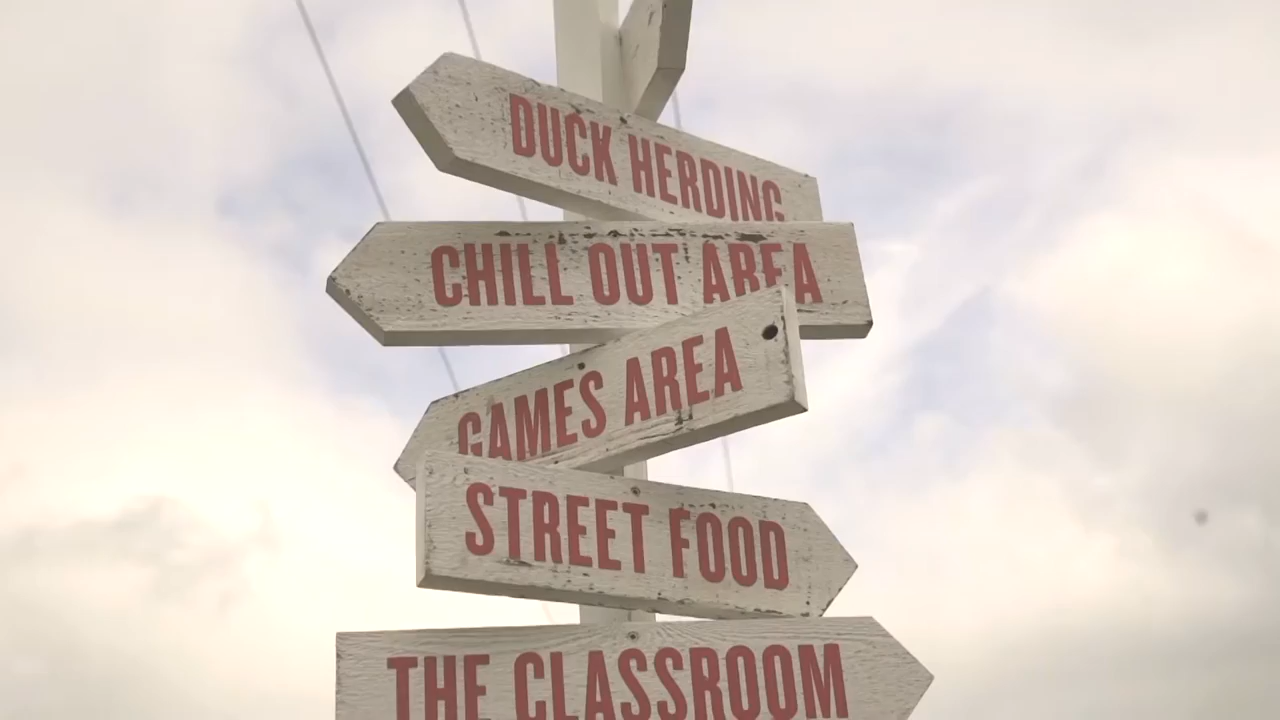 DUCK HERDING
CHILL OUT AREA
GAMES AREA
STREET FOOD
THE CLASSROOM